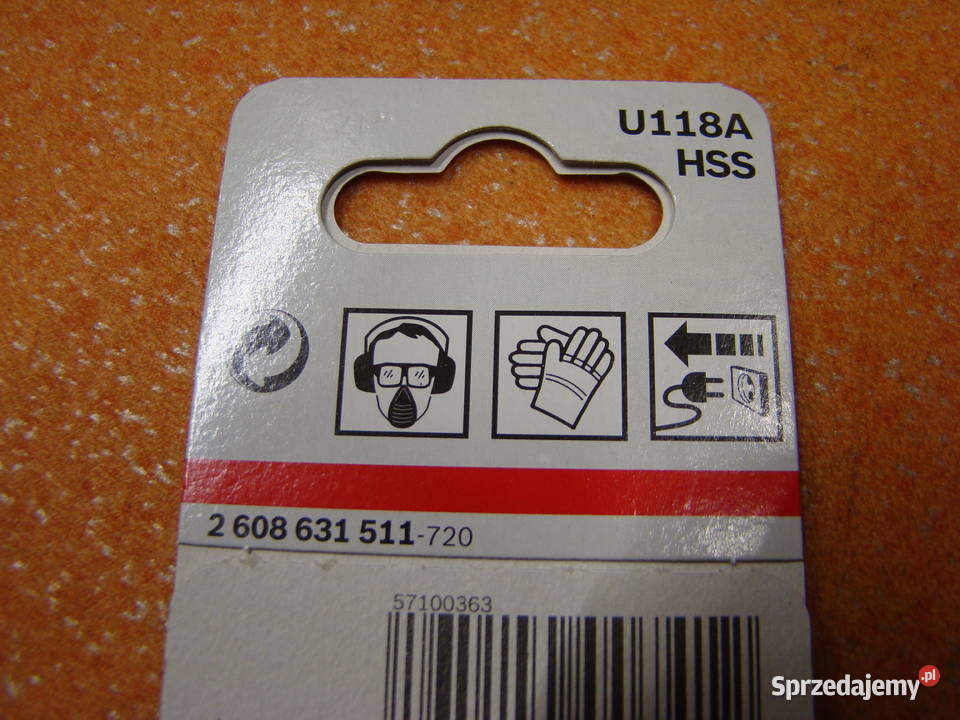 U118A
HSS
2 608 631 511-720
57100363
Sprzedajemy.pl